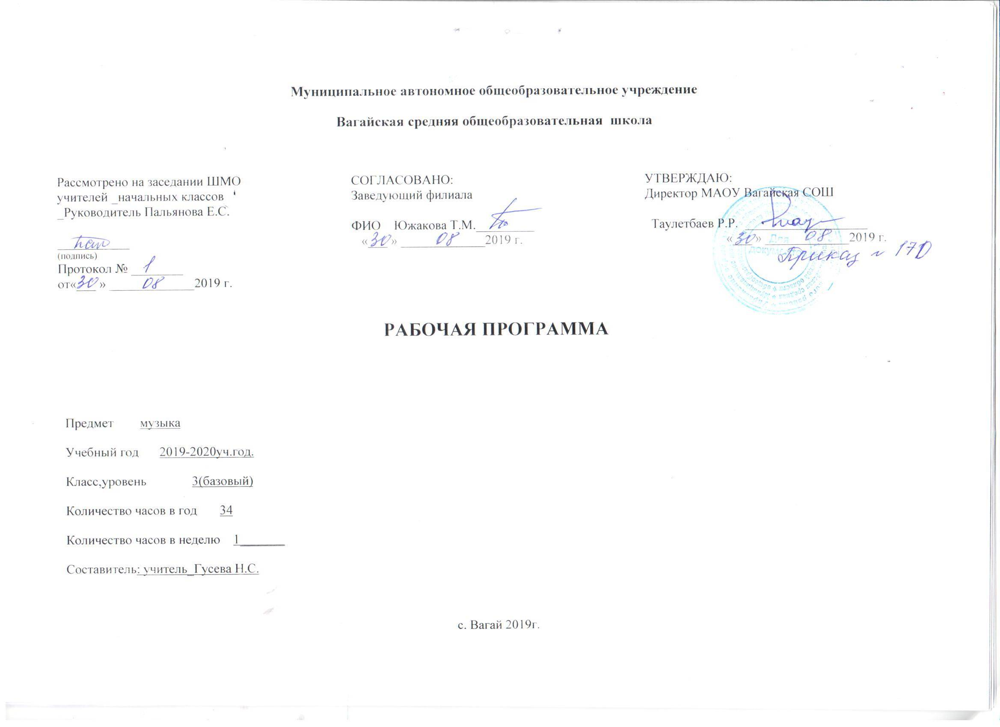 Муниципальное автономное общеобразовательное учреждение
Вагайская средняя общеобразовательная школа
Рассмотрено на заседании ШМО
учителей _начальных классов
_Руководитель Пальянова Е.С.
(подпись)
Протокол № 1
от«30» 08 2019 г.
СОГЛАСОВАНО:
Заведующий филиала
ФИО Южакова Т.М.
«30» 08 2019 г.
УТВЕРЖДАЮ:
Директор МАОУ Вагайская СОШ
Таулетбаев Р.Р.
«30» 08 2019 г.
Приказ № 170
Для
документов
РАБОЧАЯ ПРОГРАММА
Предмет музыка
Учебный год 2019-2020уч.год.
Класс,уровень 3(базовый)
Количество часов в год 34
Количество часов в неделю 1
Составитель: учитель_Гусева Н.С.
с. Вагай 2019г.